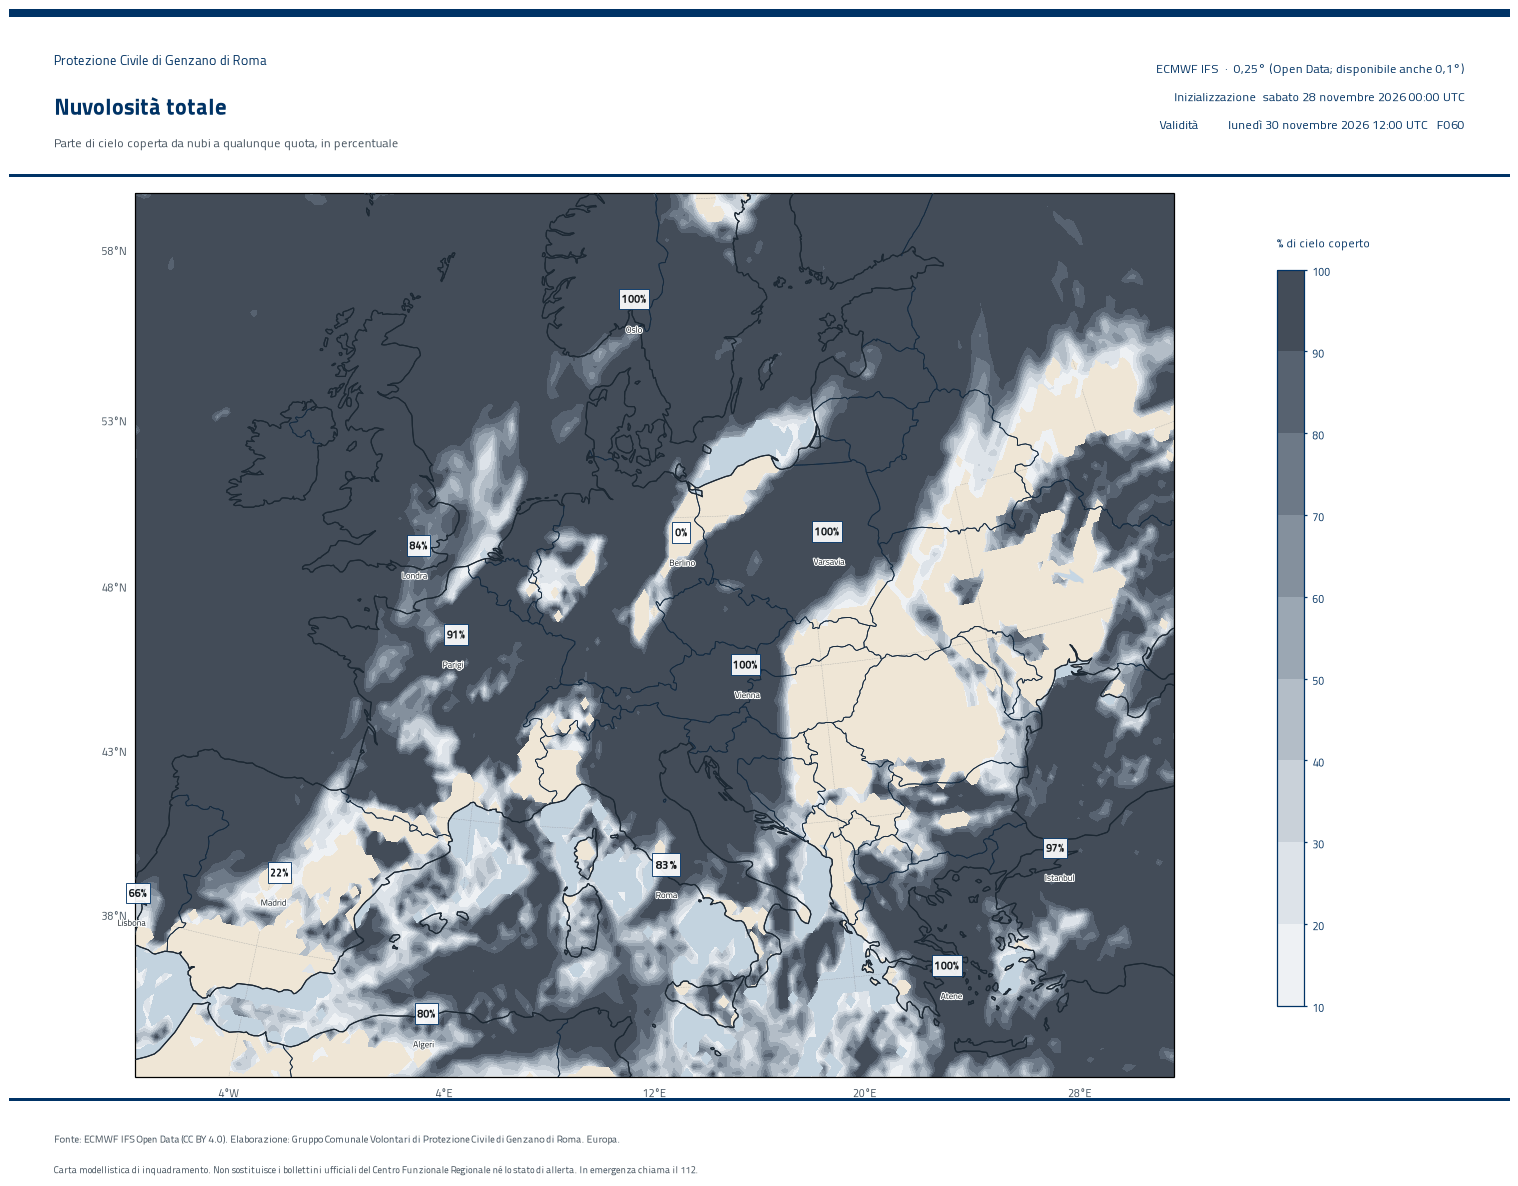 Protezione Civile di Genzano di Roma
Nuvolosità totale
Parte di cielo coperta da nubi a qualunque quota, in percentuale
ECMWF IFS · 0,25° (Open Data; disponibile anche 0,1°)
Inizializzazione sabato 28 novembre 2026 00:00 UTC
Validità lunedì 30 novembre 2026 12:00 UTC F060
% di cielo coperto
100
90
80
70
60
50
40
30
20
10
58°N
53°N
48°N
43°N
38°N
100%
Oslo
84%
Londra
0%
Berlino
100%
Varsavia
91%
Parigi
100%
Vienna
22%
Madrid
66%
Lisbona
83%
Roma
97%
Istanbul
100%
Atene
80%
Algeri
4°W
4°E
12°E
20°E
28°E
Fonte: ECMWF IFS Open Data (CC BY 4.0). Elaborazione: Gruppo Comunale Volontari di Protezione Civile di Genzano di Roma. Europa.
Carta modellistica di inquadramento. Non sostituisce i bollettini ufficiali del Centro Funzionale Regionale né lo stato di allerta. In emergenza chiama il 112.